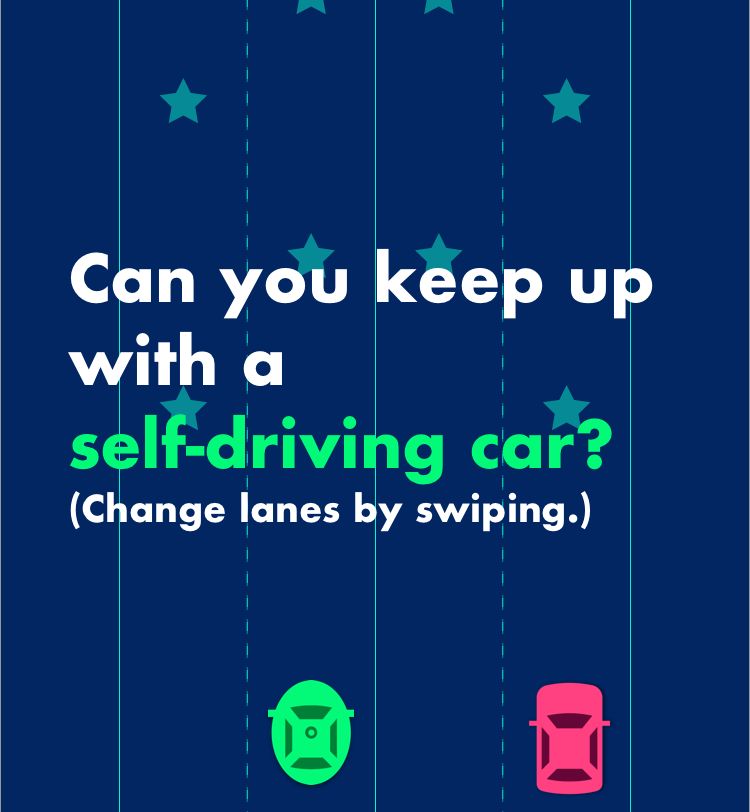 Can you keep up
with a
self-driving car?
(Change lanes by swiping.)